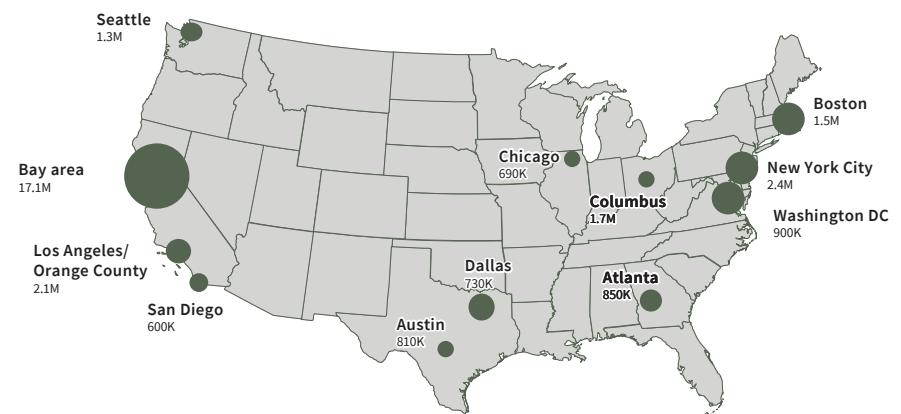 Seattle
1.3M
Boston
1.5M
Chicago
690K
Bay area
17.1M
New York City
2.4M
Columbus
1.7M
Washington DC
900K
Los Angeles/
Orange County
2.1M
Dallas
730K
Atlanta
850K
San Diego
600K
Austin
810K